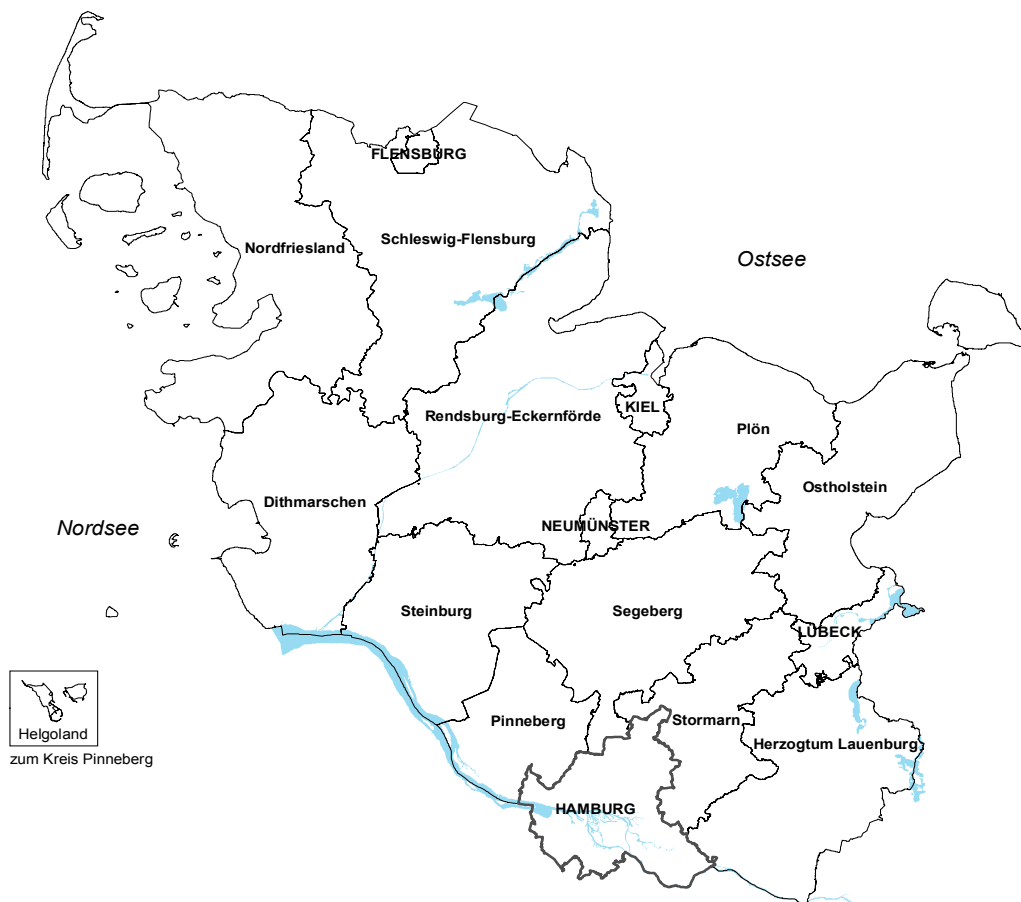 FLENSBURG
Schleswig-Flensburg
Nordfriesland
Ostsee
Rendsburg-Eckernförde
KIEL
Plön
Ostholstein
Dithmarschen
Nordsee
NEUMÜNSTER
Steinburg
Segeberg
LÜBECK
Pinneberg
Stormarn
Herzogtum Lauenburg
Helgoland
zum Kreis Pinneberg
HAMBURG